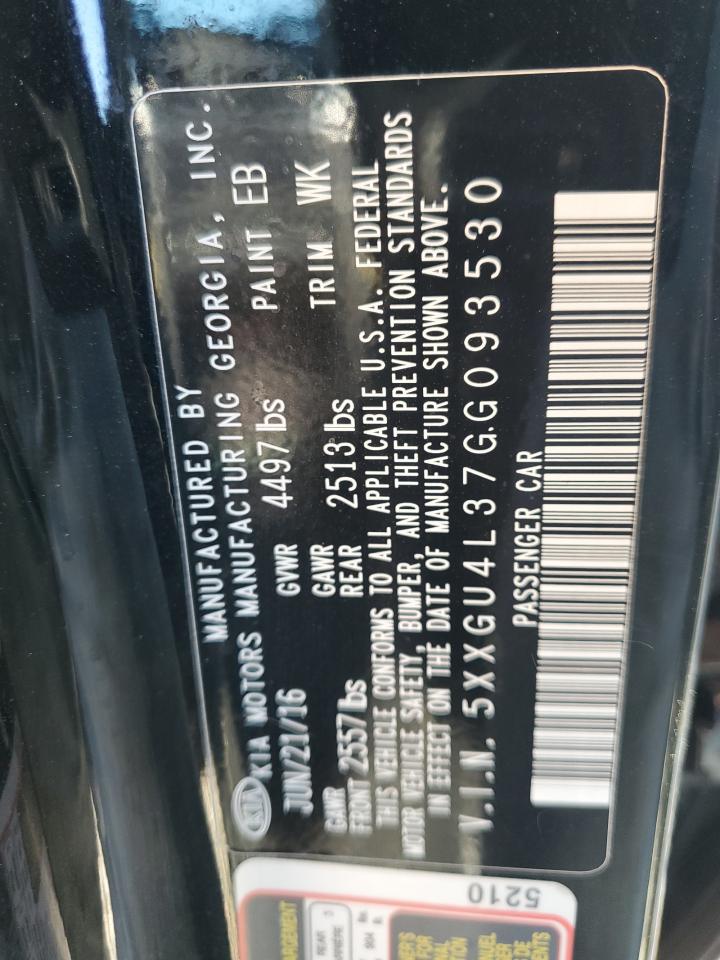 MANUFACTURED BY
KIA KIA MOTORS MANUFACTURING GEORGIA, INC.
JUN/21/16 GVWR 4497 lbs PAINT EB
GAWR FRONT 2557 lbs GAWR REAR 2513 lbs TRIM WK
THIS VEHICLE CONFORMS TO ALL APPLICABLE U.S.A. FEDERAL
MOTOR VEHICLE SAFETY, BUMPER, AND THEFT PREVENTION STANDARDS
IN EFFECT ON THE DATE OF MANUFACTURE SHOWN ABOVE.
V.I.N. 5XXGU4L37GG093530
PASSENGER CAR
5210
REAR